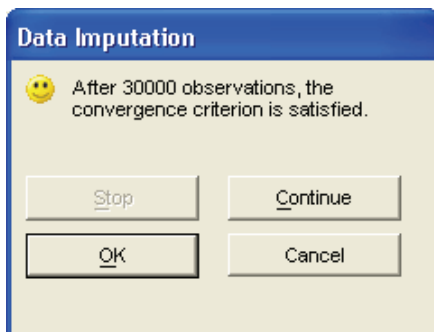 Data Imputation
After 30000 observations, the
convergence criterion is satisfied.
Stop
Continue
OK
Cancel